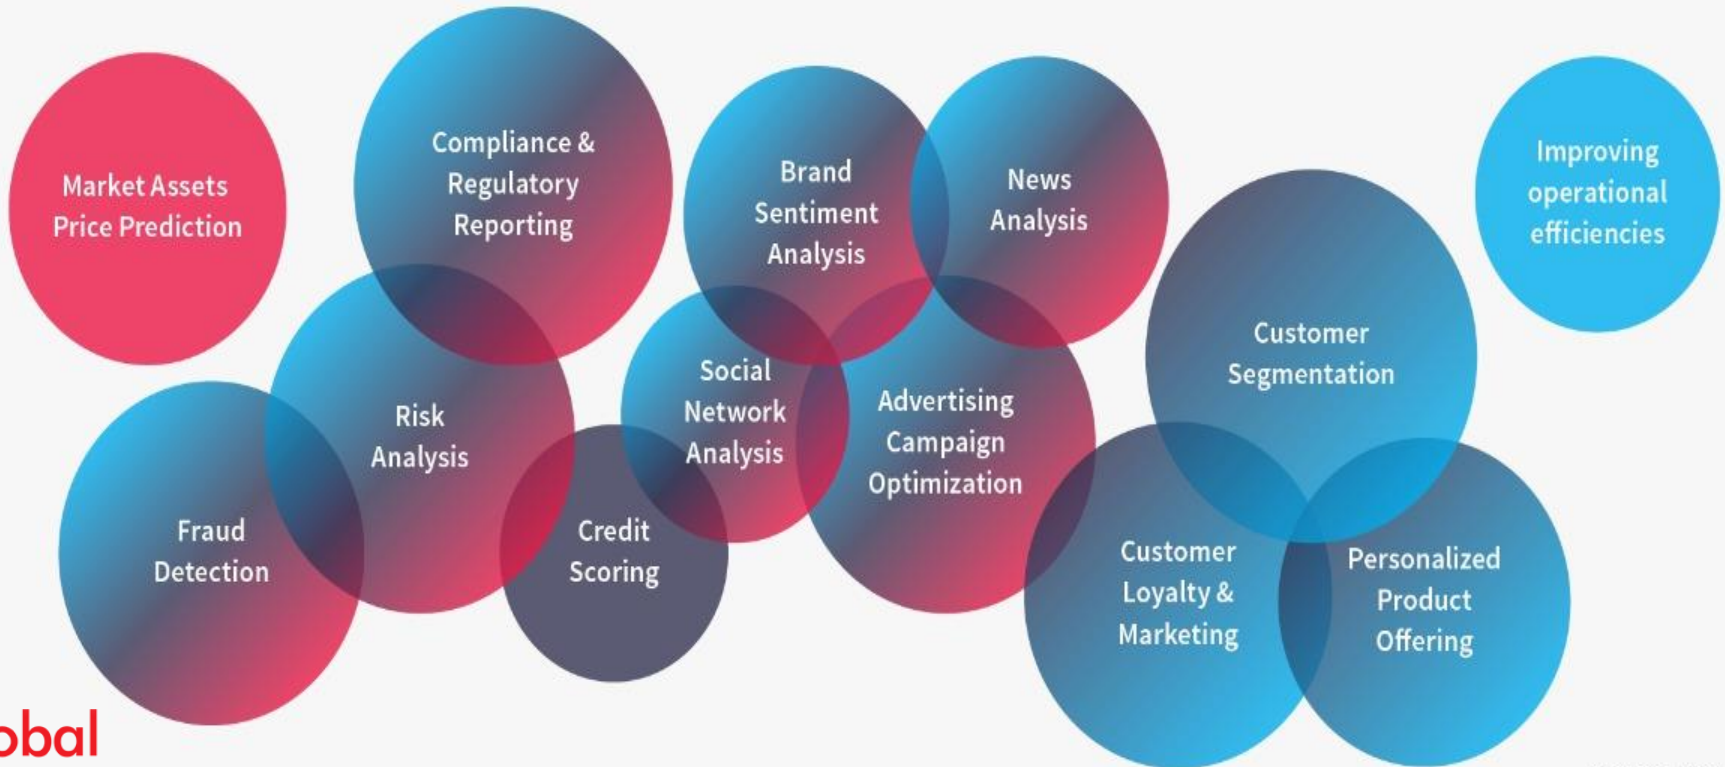 Market Assets
Price Prediction
Compliance &
Regulatory
Reporting
Brand
Sentiment
Analysis
News
Analysis
Improving
operational
efficiencies
Customer
Segmentation
Risk
Analysis
Social
Network
Analysis
Advertising
Campaign
Optimization
Fraud
Detection
Credit
Scoring
Customer
Loyalty &
Marketing
Personalized
Product
Offering
obal